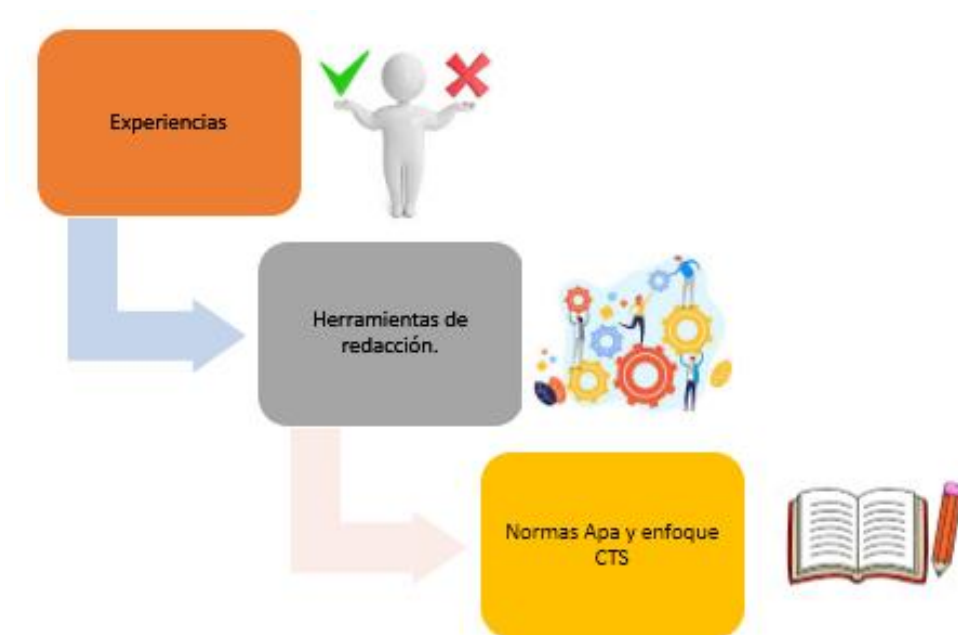 Experiencias
Herramientas de
redacción.
Normas Apa y enfoque
CTS